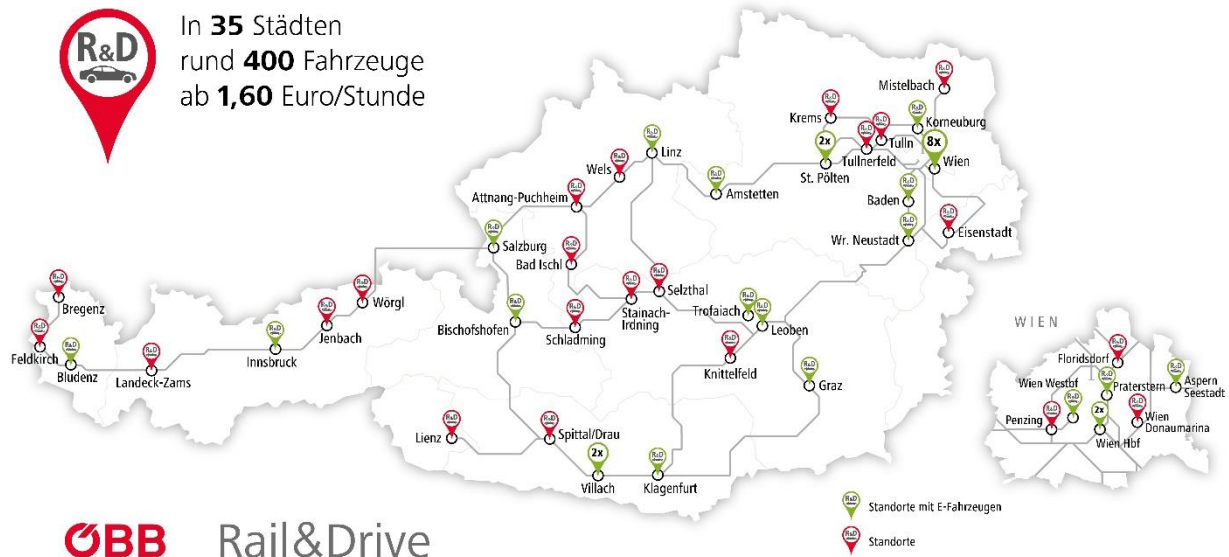 R&D
In 35 Städten
rund 400 Fahrzeuge
ab 1,60 Euro/Stunde
Mistelbach
Krems
Korneuburg
Tulln
2x
8x
Linz
Tullnerfeld
Wien
St. Pölten
Wels
Amstetten
Baden
Attnang-Puchheim
Eisenstadt
Wr. Neustadt
Salzburg
Bad Ischl
Selzthal
Wörgl
Stainach-
Irdning
Bregenz
Trofaiach
Bischofshofen
Leoben
Jenbach
Schladming
WIEN
Feldkirch
Innsbruck
Floridsdorf
Bludenz
Landeck-Zams
Knittelfeld
Graz
Wien Westbf
Praterstern
Aspern
Seestadt
Penzing
2x
Wien
Donaumarina
Wien Hbf
Lienz
Spittal/Drau
2x
Villach
Klagenfurt
R&D
Standorte mit E-Fahrzeugen
R&D
Standorte
ÖBB Rail&Drive